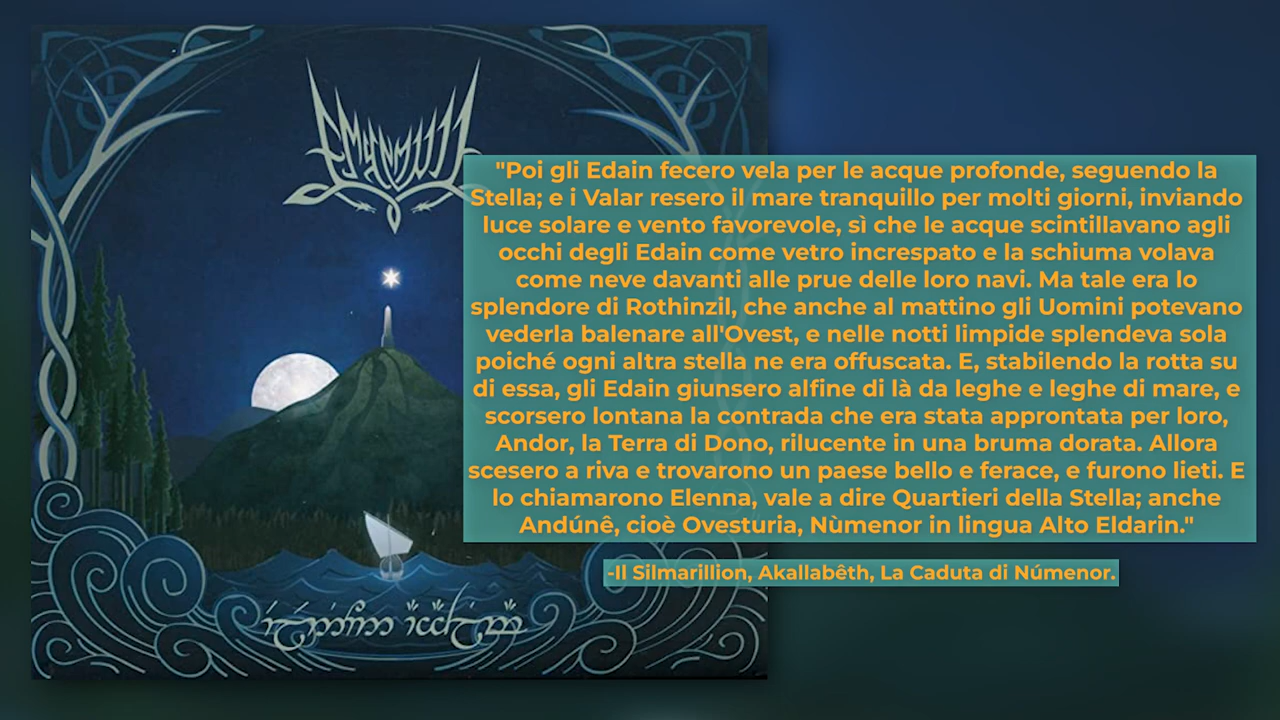 EMYN MUIL
"Poi gli Edain fecero vela per le acque profonde, seguendo la
Stella; e i Valar resero il mare tranquillo per molti giorni, inviando
luce solare e vento favorevole, sì che le acque scintillavano agli
occhi degli Edain come vetro increspato e la schiuma volava
come neve davanti alle prue delle loro navi. Ma tale era lo
splendore di Rothinzil, che anche al mattino gli Uomini potevano
vederla balenare all'Ovest, e nelle notti limpide splendeva sola
poiché ogni altra stella ne era offuscata. E, stabilendo la rotta su
di essa, gli Edain giunsero alfine di là da leghe e leghe di mare, e
scorsero lontana la contrada che era stata approntata per loro,
Andor, la Terra di Dono, rilucente in una bruma dorata. Allora
scesero a riva e trovarono un paese bello e ferace, e furono lieti. E
lo chiamarono Elenna, vale a dire Quartieri della Stella; anche
Andúnê, cioè Ovesturia, Nùmenor in lingua Alto Eldarin."
-Il Silmarillion, Akallabêth, La Caduta di Númenor.